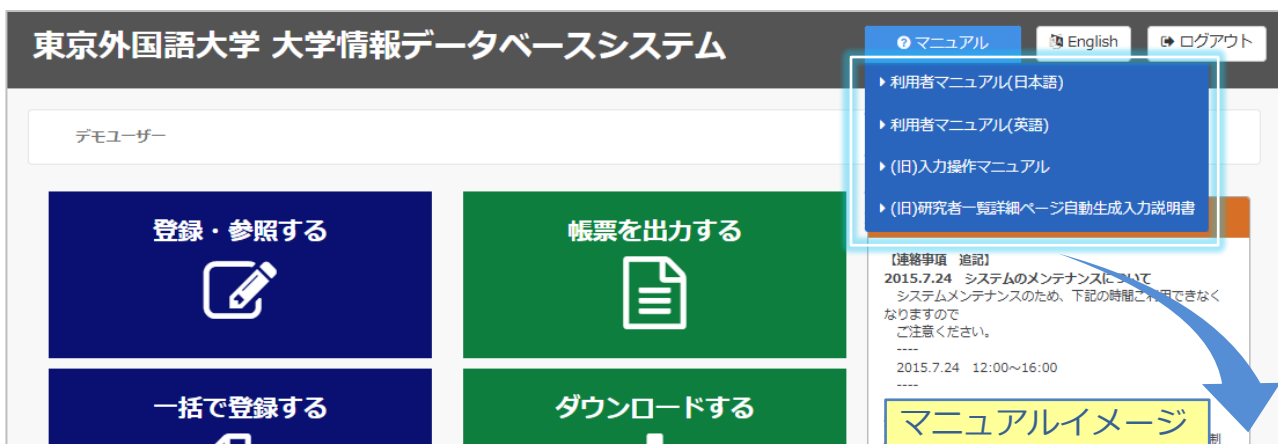 東京外国語大学 大学情報データベースシステム
マニュアル
English
ログアウト
利用者マニュアル(日本語)
利用者マニュアル(英語)
(旧)入力操作マニュアル
(旧)研究者一覧詳細ページ自動生成入力説明書
デモユーザー
登録・参照する
帳票を出力する
一括で登録する
ダウンロードする
【連絡事項 追記】
2015.7.24 システムのメンテナンスについて
システムメンテナンスのため、下記の時間ご利用できなく
なりますので
ご注意ください。
----
2015.7.24 12:00~16:00
----
マニュアルイメージ
制